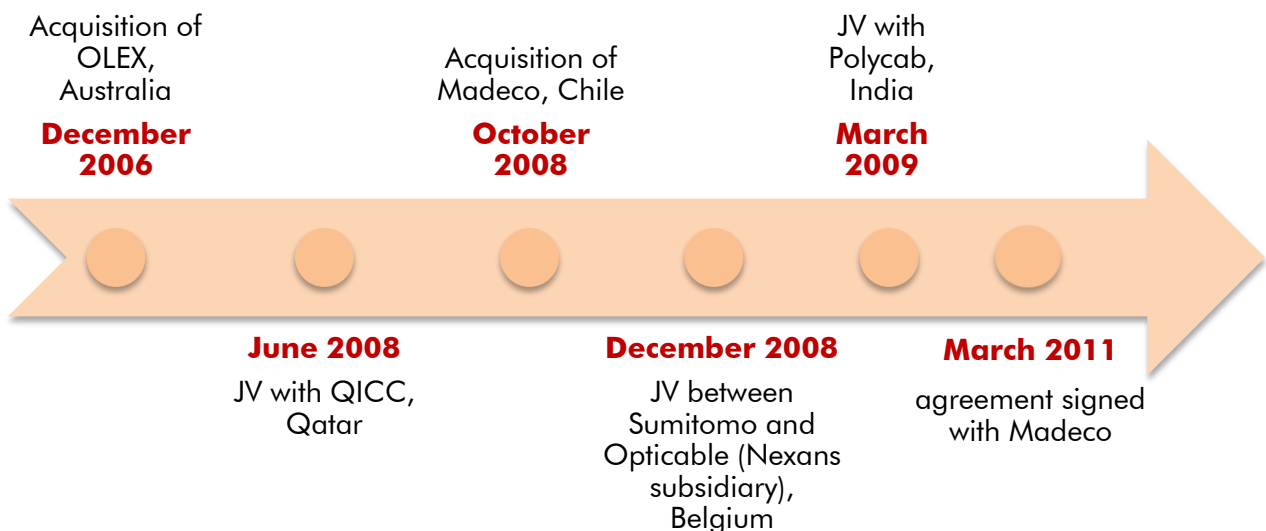 Acquisition of
OLEX,
Australia
December
2006
Acquisition of
Madeco, Chile
October
2008
JV with
Polycab,
India
March
2009
June 2008
JV with QICC,
Qatar
December 2008
JV between
Sumitomo and
Opticable (Nexans
subsidiary),
Belgium
March 2011
agreement signed
with Madeco